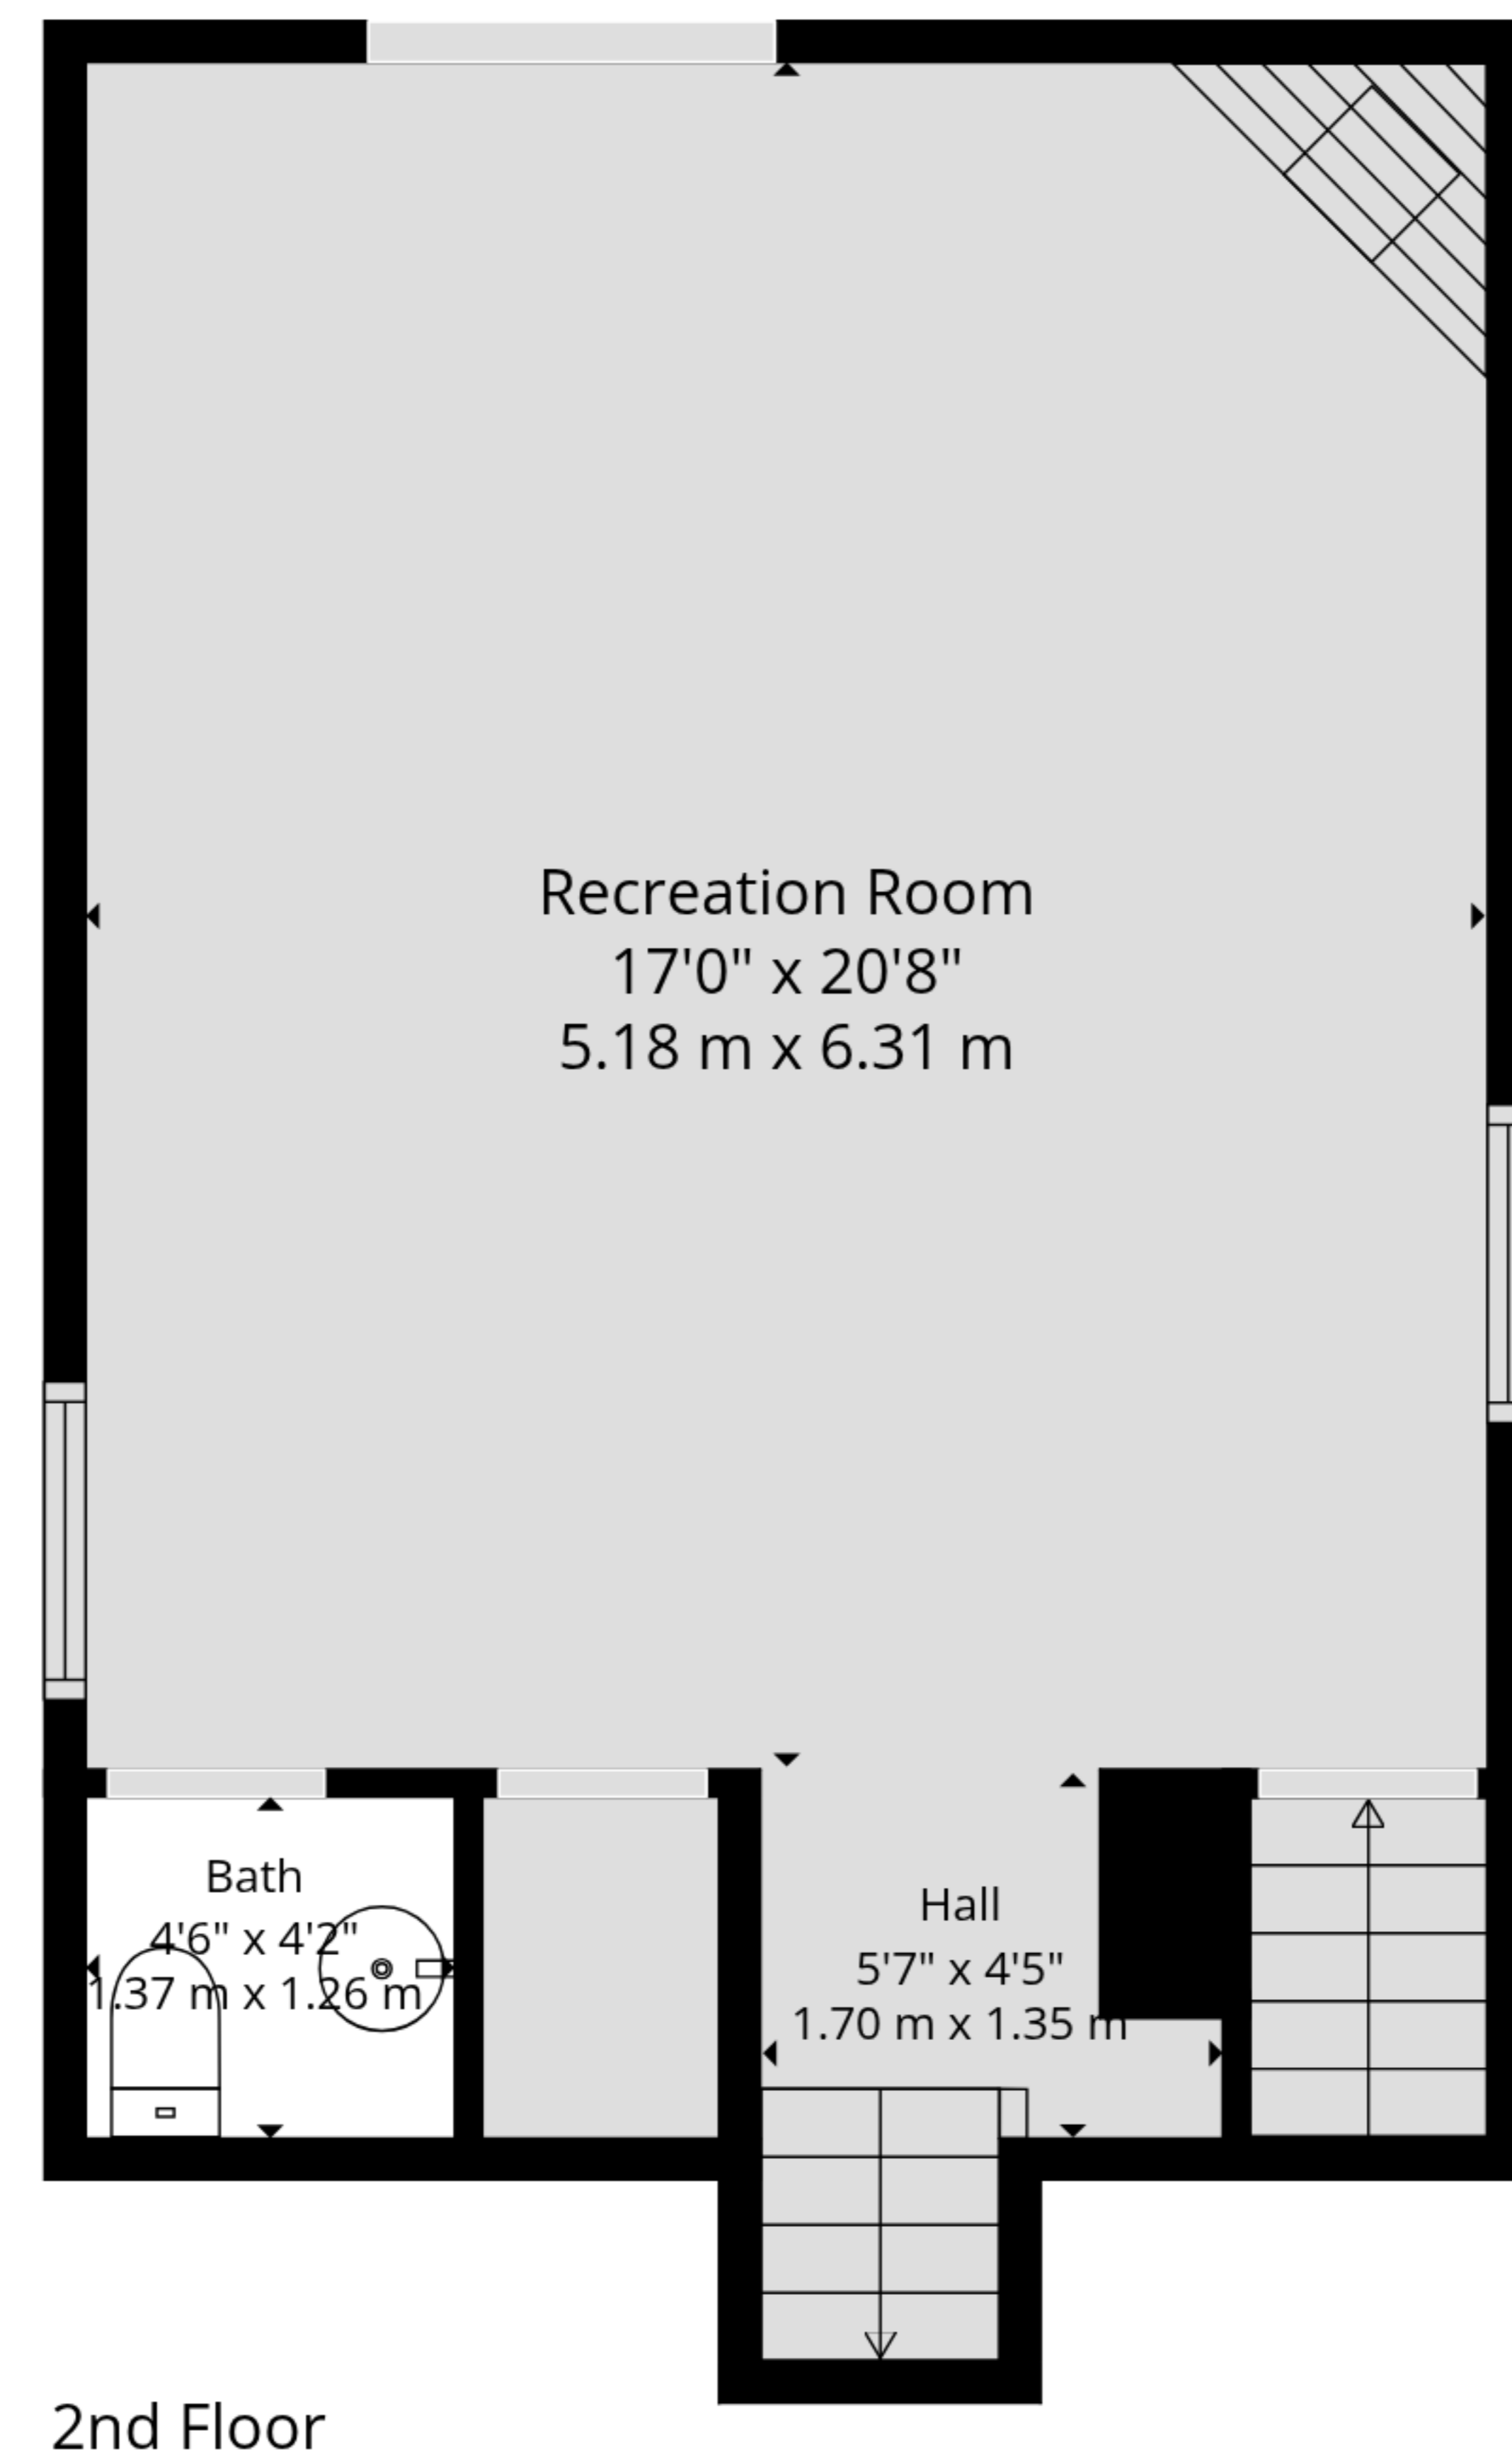 Recreation Room
17'0" x 20'8"
5.18 m x 6.31 m
Bath
4'6" x 4'2"
1.37 m x 1.26 m
Hall
5'7" x 4'5"
1.70 m x 1.35 m
2nd Floor